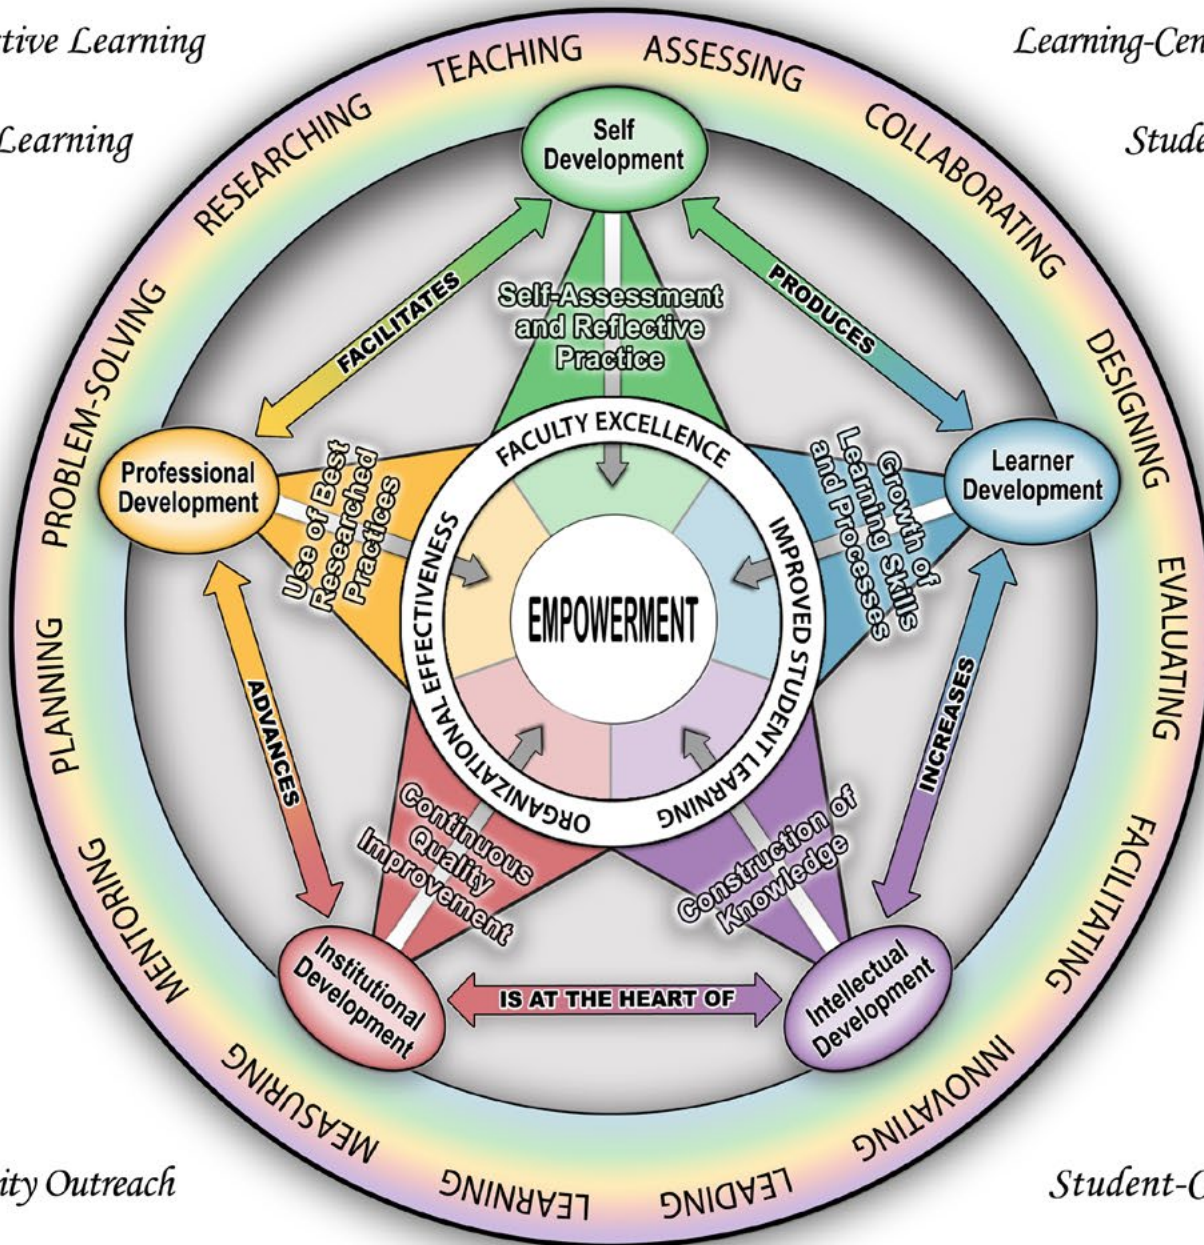 Learning
Learning
Learning-Cen
Stude
TEACHING
ASSESSING
COLLABORATING
DESIGNING
EVALUATING
FACILITATING
INNOVATING
LEADING
LEARNING
MEASURING
MENTORING
PLANNING
PROBLEM-SOLVING
RESEARCHING
Self
Development
FACILITATES
PRODUCES
Self-Assessment
and Reflective
Practice
Professional
Development
Use of Best
Researched
Practices
Learner
Development
Growth of
Learning Skills
and Processes
FACULTY EXCELLENCE
IMPROVED STUDENT LEARNING
ORGANIZATIONAL EFFECTIVENESS
EMPOWERMENT
ADVANCES
INCREASES
Continuous
Quality
Improvement
Construction of
Knowledge
Institutional
Development
IS AT THE HEART OF
Intellectual
Development
ity Outreach
Student-C